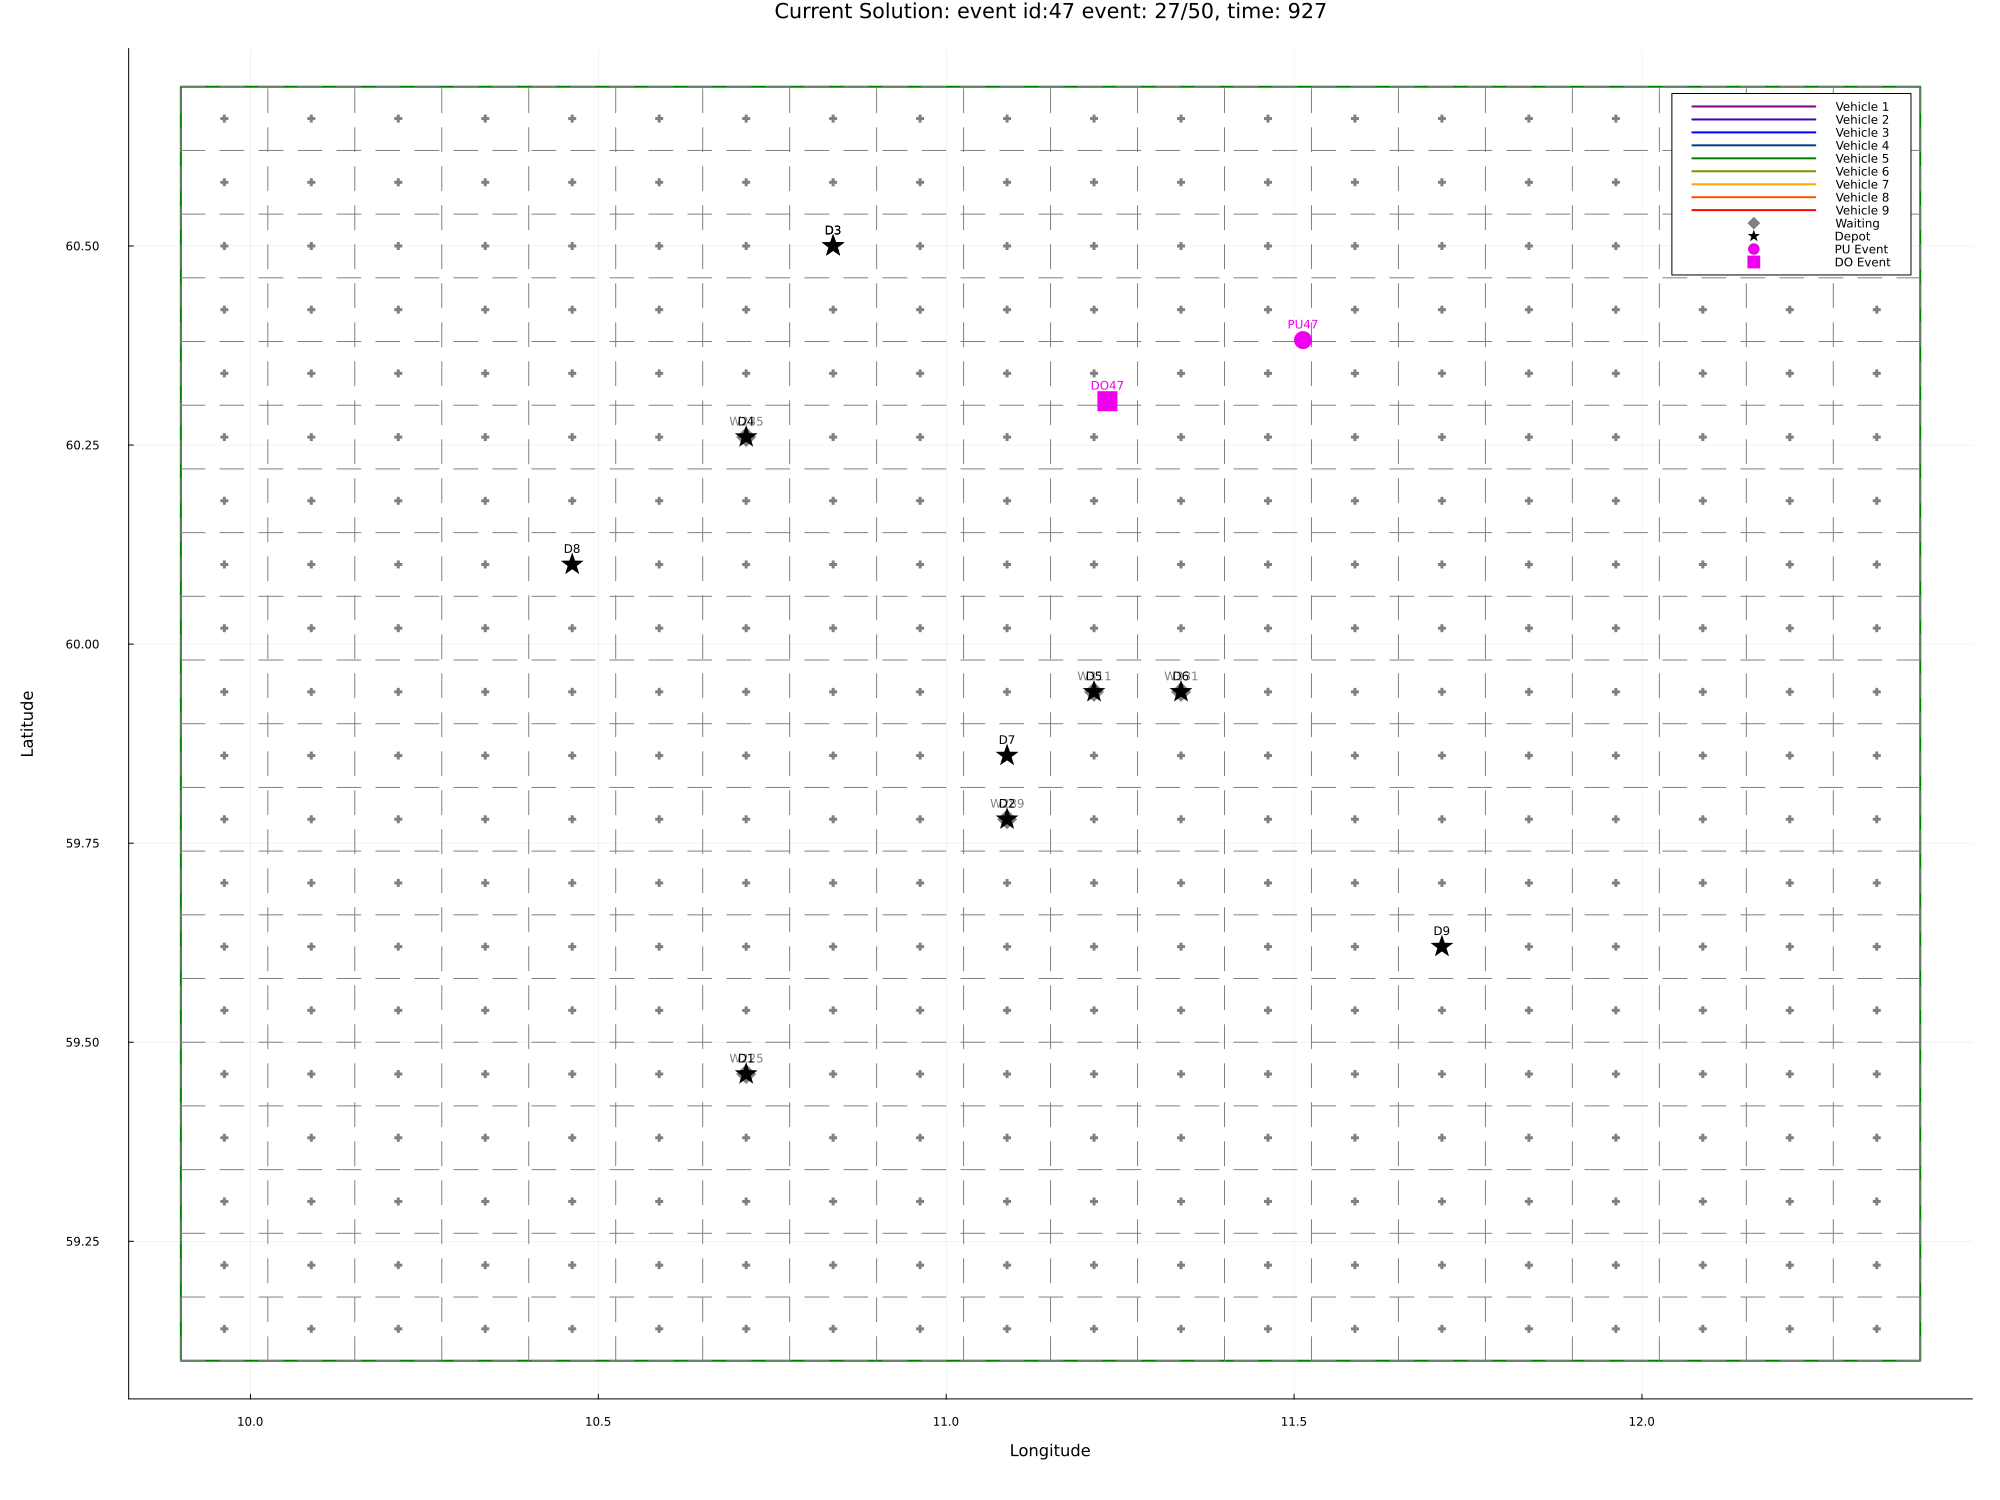 Current Solution: event id:47 event: 27/50, time: 927
Vehicle 1
Vehicle 2
Vehicle 3
Vehicle 4
Vehicle 5
Vehicle 6
Vehicle 7
Vehicle 8
Vehicle 9
Waiting
Depot
PU Event
DO Event
D3
60.50
PU47
DO47
D4
60.25
D8
60.00
D5
D6
Latitude
D7
D2
59.75
D9
59.50
D1
59.25
10.0
10.5
11.0
11.5
12.0
Longitude